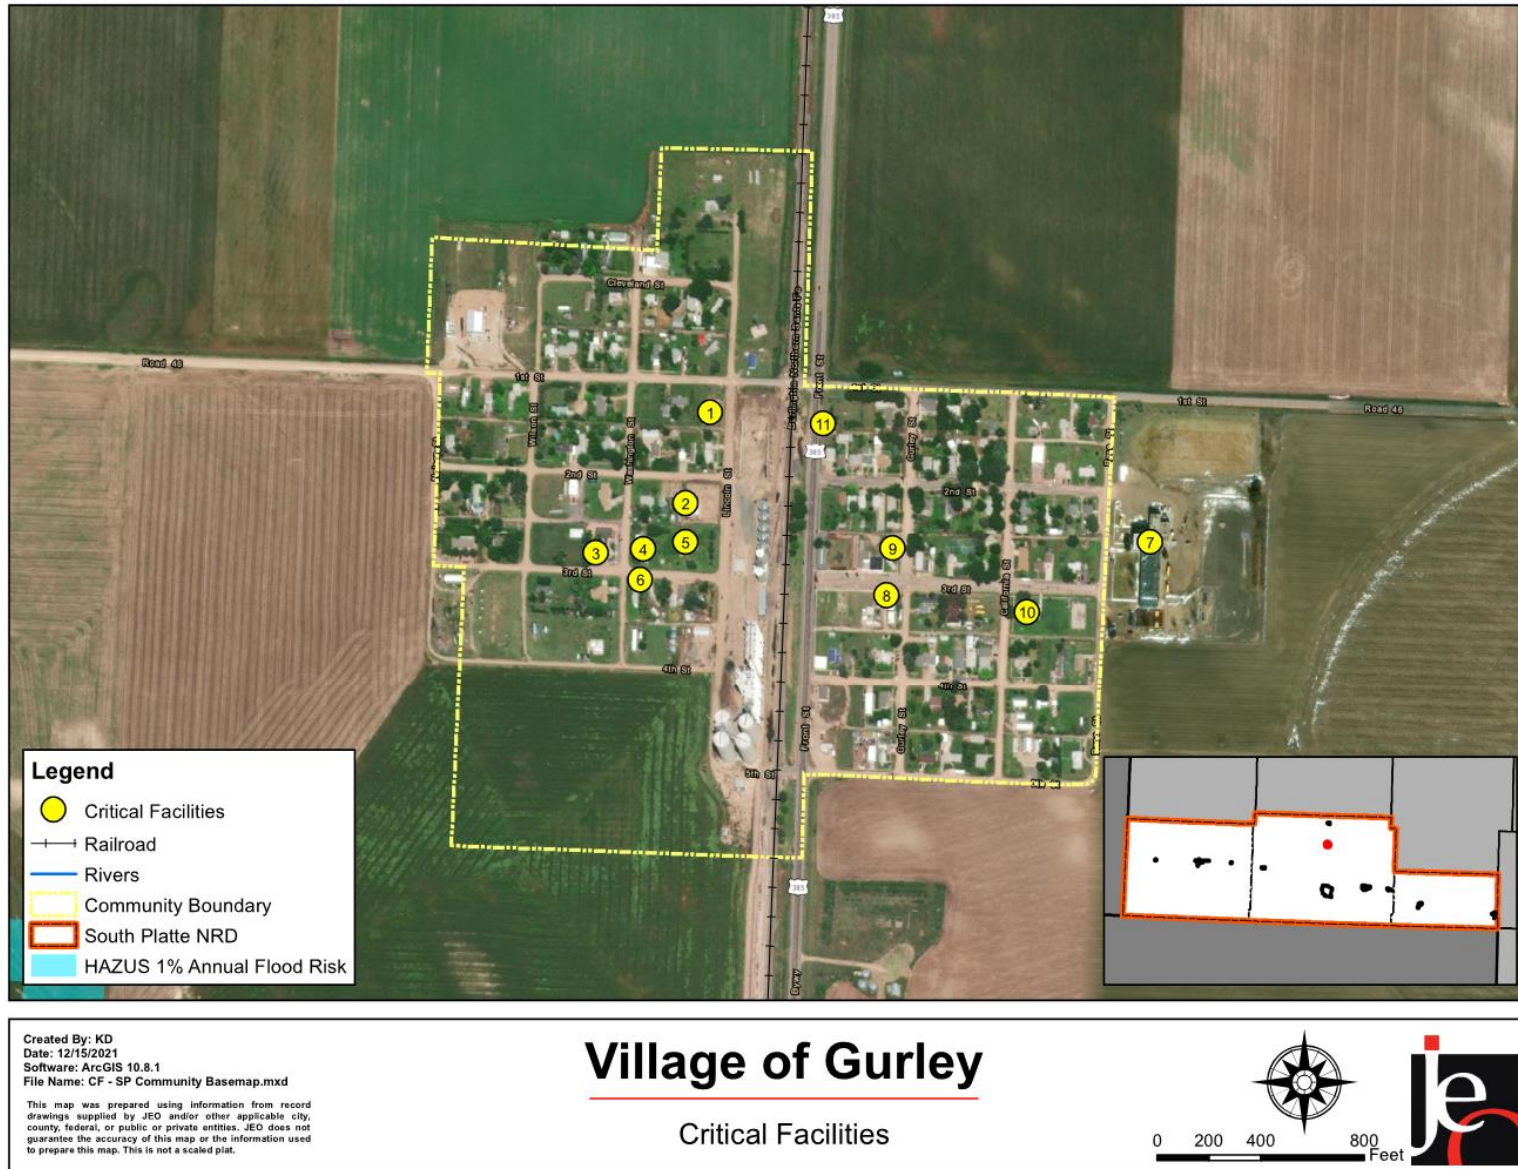 385
Cleveland St
Road 46
1st St
Front St
1st St
Road 46
1
11
385
Wilson St
Washington St
Gurley St
2nd St
Lincoln St
2nd St
2
3
4
5
9
7
3rd St
6
3rd St
8
California St
10
4th St
4th St
Front St
Gurley St
5th St
385
Legend
Critical Facilities
Railroad
Rivers
Community Boundary
South Platte NRD
HAZUS 1% Annual Flood Risk
Created By: KD
Date: 12/15/2021
Software: ArcGIS 10.8.1
File Name: CF - SP Community Basemap.mxd
This map was prepared using information from record
drawings supplied by JEO and/or other applicable city,
county, federal, or public or private entities. JEO does not
guarantee the accuracy of this map or the information used
to prepare this map. This is not a scaled plat.
Village of Gurley
Critical Facilities
0 200 400 800
Feet
jeo